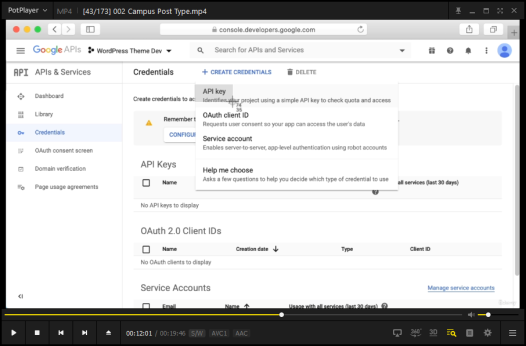 PotPlayer MP4 [43/173] 002 Campus Post Type.mp4
console.developers.google.com
Google APIs WordPress Theme Dev Search for APIs and Services
API APIs & Services Credentials + CREATE CREDENTIALS DELETE
Dashboard
Library
Credentials
OAuth consent screen
Domain verification
Page usage agreements
Create credentials to ac
API key
Identifies your project using a simple API key to check quota and access
OAuth client ID
Requests user consent so your app can access the user's data
Service account
Enables server-to-server, app-level authentication using robot accounts
Help me choose
Asks a few questions to help you decide which type of credential to use
Remember t
CONFIGU
API Keys
Name all services (last 30 days)
No API keys to display
OAuth 2.0 Client IDs
Name Creation date Type Client ID
No OAuth clients to display
Service Accounts Manage service accounts
Email Name Usage with all services (last 30 days)
00:12:01 / 00:19:46 S/W AVC1 AAC
360° 3D